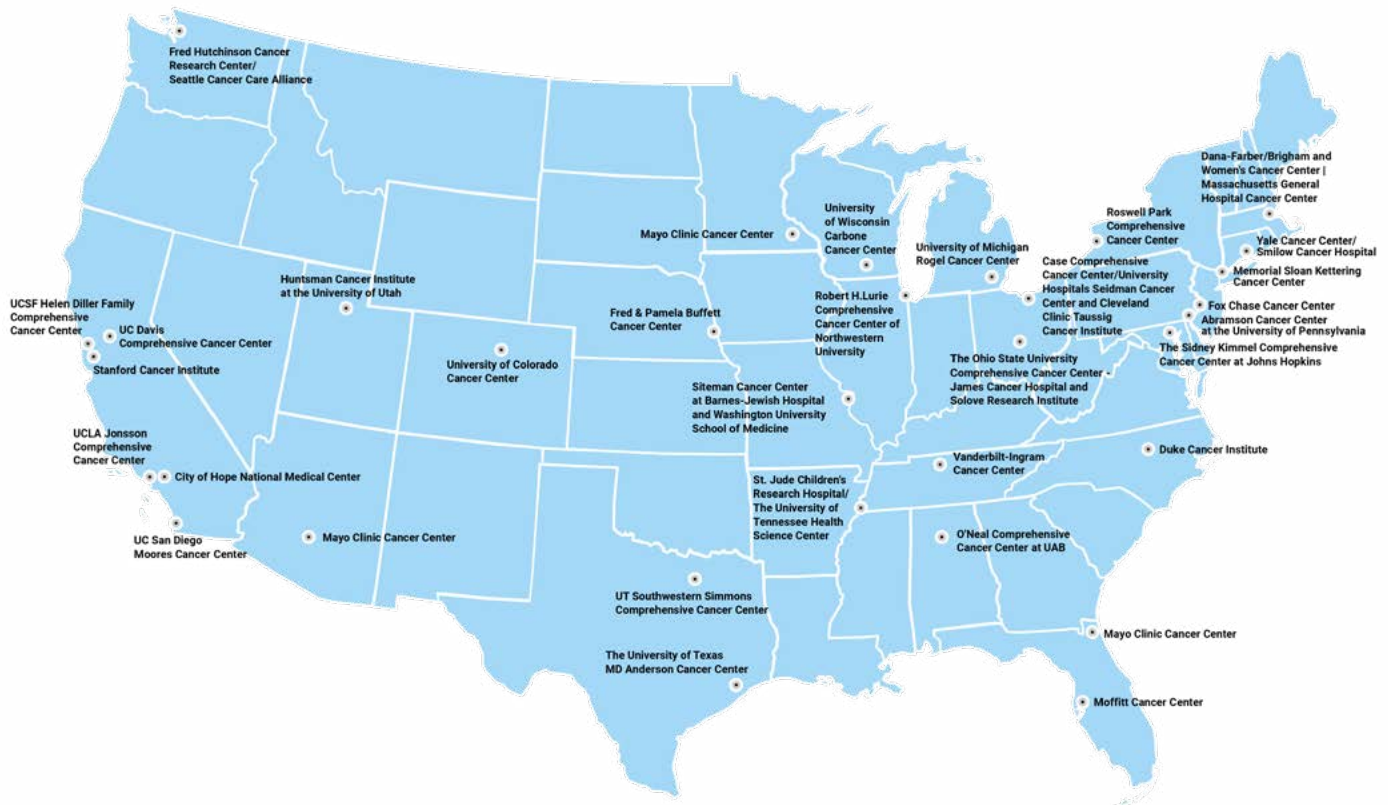 Fred Hutchinson Cancer
Research Center/
Seattle Cancer Care Alliance
Dana-Farber/Brigham and
Women's Cancer Center |
Massachusetts General
Hospital Cancer Center
University
of Wisconsin
Carbone
Cancer Center
Mayo Clinic Cancer Center
Roswell Park
Comprehensive
Cancer Center
University of Michigan
Rogel Cancer Center
Yale Cancer Center/
Smilow Cancer Hospital
Case Comprehensive
Cancer Center/University
Hospitals Seidman Cancer
Center and Cleveland
Clinic Taussig
Cancer Institute
Memorial Sloan Kettering
Cancer Center
Huntsman Cancer Institute
at the University of Utah
UCSF Helen Diller Family
Comprehensive
Cancer Center
UC Davis
Comprehensive Cancer Center
Stanford Cancer Institute
Fred & Pamela Buffett
Cancer Center
Robert H.Lurie
Comprehensive
Cancer Center of
Northwestern
University
Fox Chase Cancer Center
Abramson Cancer Center
at the University of Pennsylvania
The Sidney Kimmel Comprehensive
Cancer Center at Johns Hopkins
University of Colorado
Cancer Center
The Ohio State University
Comprehensive Cancer Center -
James Cancer Hospital and
Solove Research Institute
Siteman Cancer Center
at Barnes-Jewish Hospital
and Washington University
School of Medicine
UCLA Jonsson
Comprehensive
Cancer Center
City of Hope National Medical Center
Duke Cancer Institute
Vanderbilt-Ingram
Cancer Center
St. Jude Children's
Research Hospital/
The University of
Tennessee Health
Science Center
UC San Diego
Moores Cancer Center
Mayo Clinic Cancer Center
O'Neal Comprehensive
Cancer Center at UAB
UT Southwestern Simmons
Comprehensive Cancer Center
Mayo Clinic Cancer Center
The University of Texas
MD Anderson Cancer Center
Moffitt Cancer Center